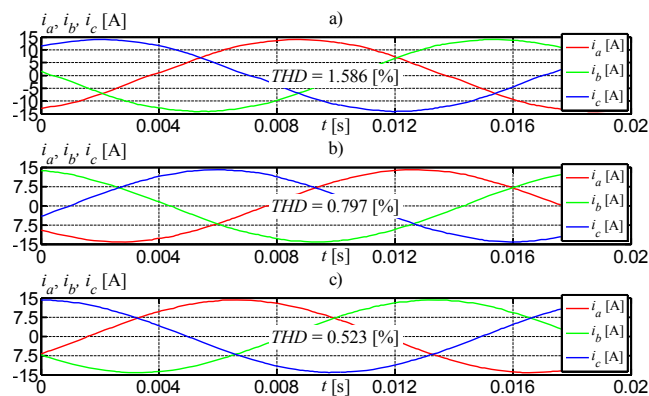 i_a, i_b, i_c [A]
a)
15
10
5
0
-5
-10
-15
THD = 1.586 [%]
i_a [A]
i_b [A]
i_c [A]
0 0.004 0.008 0.012 0.016 0.02
t [s]
i_a, i_b, i_c [A]
b)
15
7.5
0
-7.5
-15
THD = 0.797 [%]
i_a [A]
i_b [A]
i_c [A]
0 0.004 0.008 0.012 0.016 0.02
t [s]
i_a, i_b, i_c [A]
c)
15
7.5
0
-7.5
-15
THD = 0.523 [%]
i_a [A]
i_b [A]
i_c [A]
0 0.004 0.008 0.012 0.016 0.02
t [s]